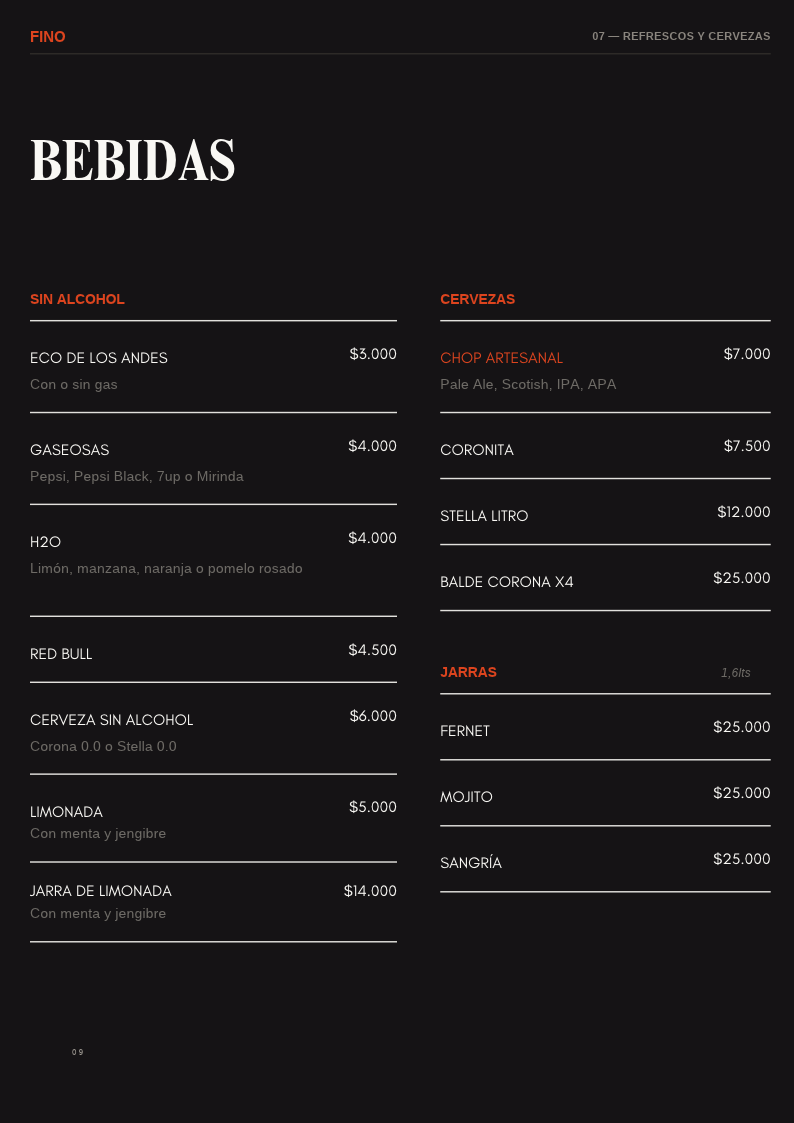 FINO
07 — REFRESCOS Y CERVEZAS
BEBIDAS
SIN ALCOHOL
ECO DE LOS ANDES $3.000
Con o sin gas
GASEOSAS $4.000
Pepsi, Pepsi Black, 7up o Mirinda
H2O $4.000
Limón, manzana, naranja o pomelo rosado
RED BULL $4.500
CERVEZA SIN ALCOHOL $6.000
Corona 0.0 o Stella 0.0
LIMONADA $5.000
Con menta y jengibre
JARRA DE LIMONADA $14.000
Con menta y jengibre
CERVEZAS
CHOP ARTESANAL $7.000
Pale Ale, Scotish, IPA, APA
CORONITA $7.500
STELLA LITRO $12.000
BALDE CORONA X4 $25.000
JARRAS 1,6lts
FERNET $25.000
MOJITO $25.000
SANGRÍA $25.000
09